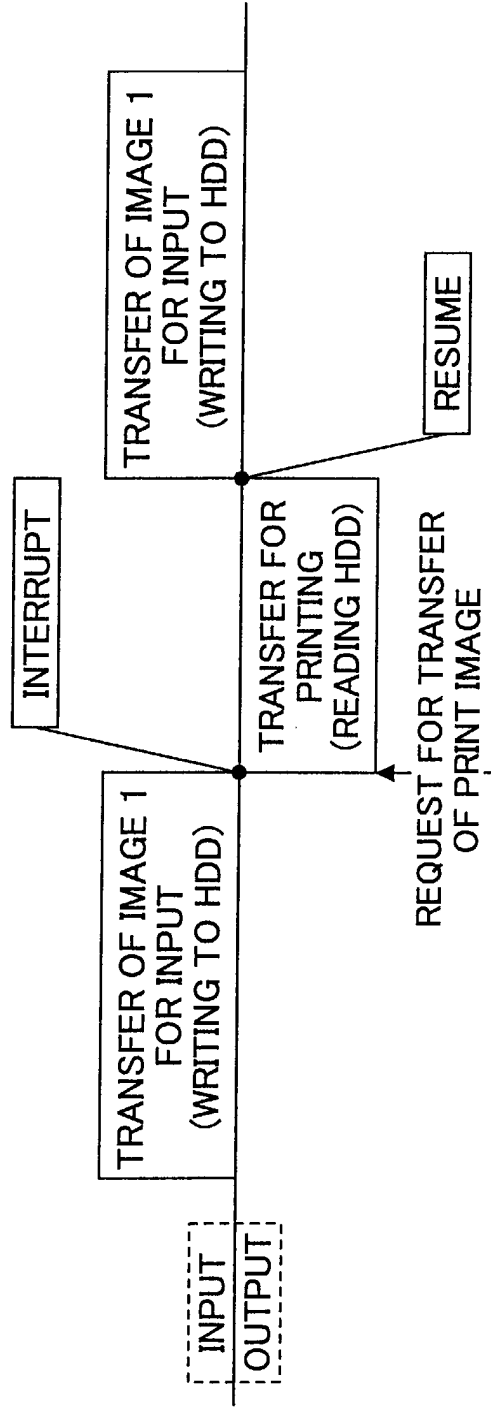 INPUT
OUTPUT
TRANSFER OF IMAGE 1
FOR INPUT
(WRITING TO HDD)
INTERRUPT
TRANSFER FOR
PRINTING
(READING HDD)
REQUEST FOR TRANSFER
OF PRINT IMAGE
RESUME
TRANSFER OF IMAGE 1
FOR INPUT
(WRITING TO HDD)